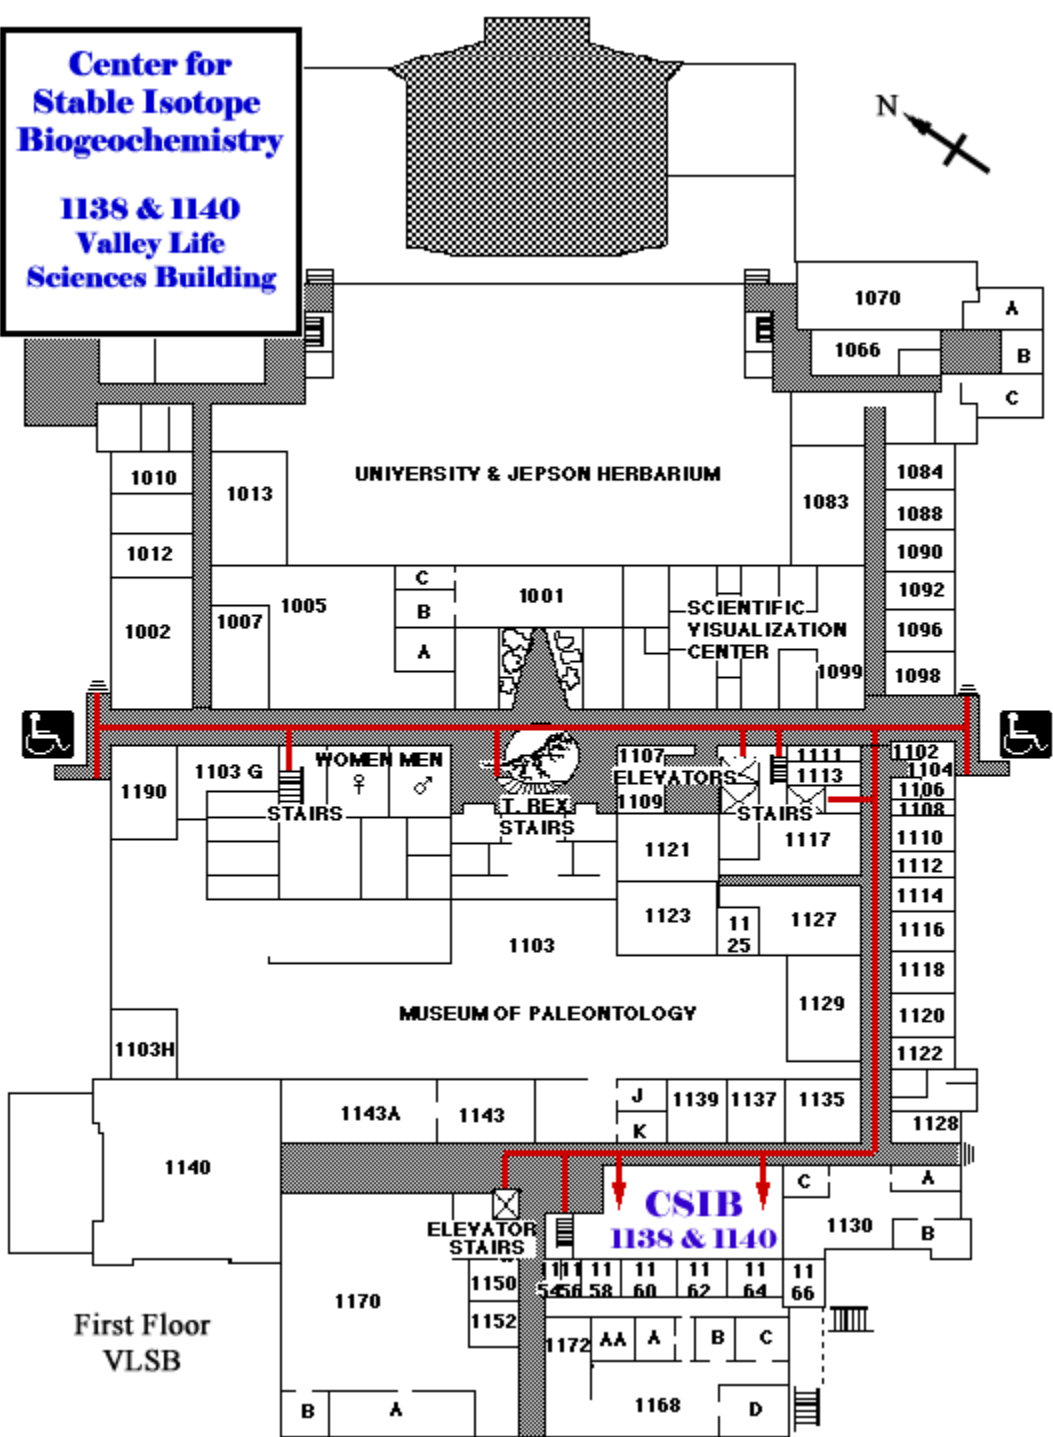 Center for
Stable Isotope
Biogeochemistry
1138 & 1140
Valley Life
Sciences Building
N
1070
A
1066
B
C
UNIVERSITY & JEPSON HERBARIUM
1010
1013
1083
1084
1088
1012
1090
C
1001
1092
1005
B
SCIENTIFIC
VISUALIZATION
CENTER
1007
1002
1096
A
1099
1098
1107
1111
1102
1103 G
WOMEN
MEN
ELEVATORS
1113
1104
1190
1106
1109
1108
STAIRS
T. REX
STAIRS
STAIRS
1117
1110
1121
1112
1114
1123
11
25
1127
1116
1103
1118
MUSEUM OF PALEONTOLOGY
1129
1120
1103H
1122
J
1139
1137
1135
1143A
1143
K
1128
1140
C
A
CSIB
1138 & 1140
ELEVATOR
STAIRS
1130
B
1150
11
54
11
56
11
58
11
60
11
62
11
64
11
66
1170
1152
First Floor
VLSB
1172
AA
A
B
C
B
A
1168
D